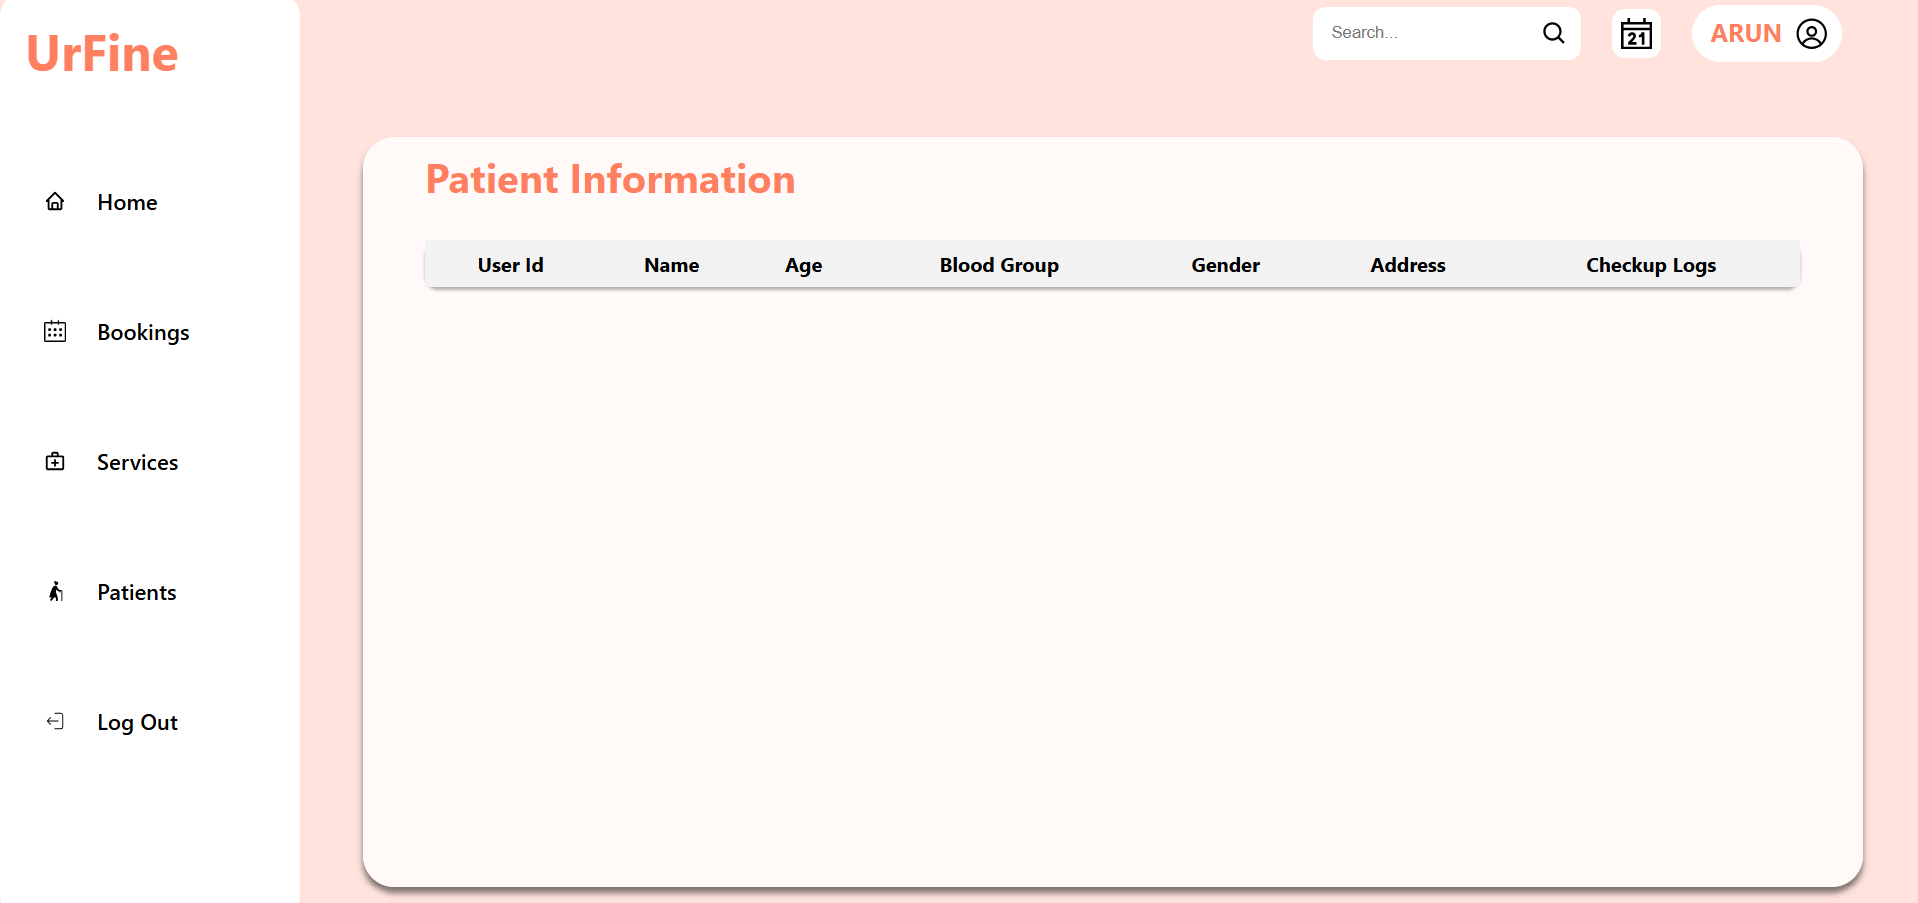 UrFine
Search...
21
ARUN
Home
Bookings
Services
Patients
Log Out
Patient Information
User Id Name Age Blood Group Gender Address Checkup Logs